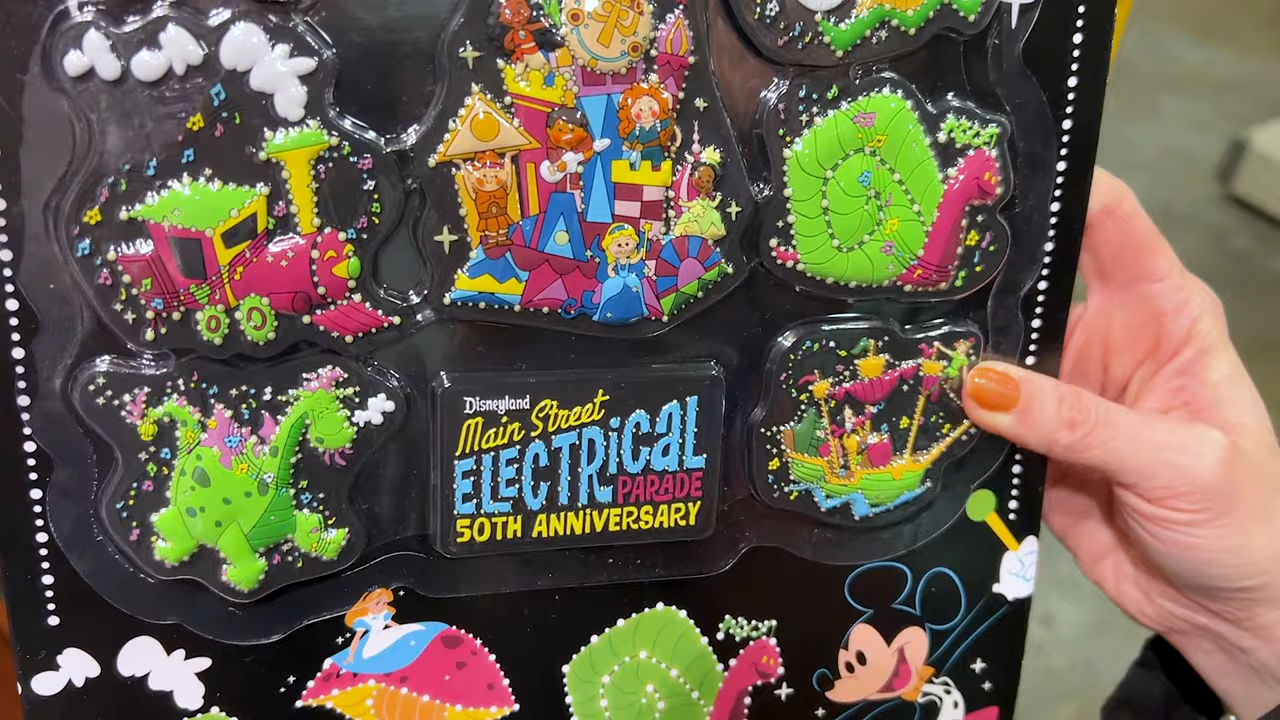 Disneyland
Main Street
ELECTRiCaL
PARADE
50TH ANNiVERSARY